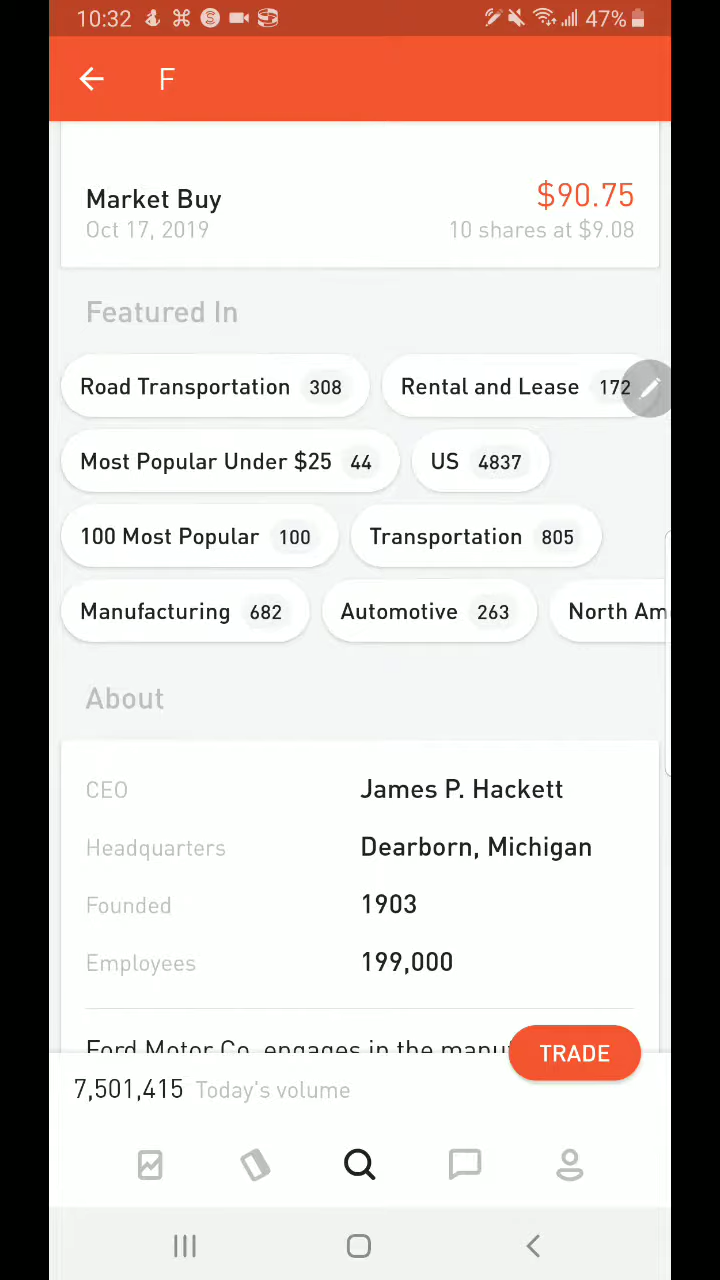 10:32 47%
F
Market Buy $90.75
Oct 17, 2019 10 shares at $9.08
Featured In
Road Transportation 308 Rental and Lease 172
Most Popular Under $25 44 US 4837
100 Most Popular 100 Transportation 805
Manufacturing 682 Automotive 263 North Am
About
CEO James P. Hackett
Headquarters Dearborn, Michigan
Founded 1903
Employees 199,000
Ford Motor Co. engages in the manu
TRADE
7,501,415 Today's volume